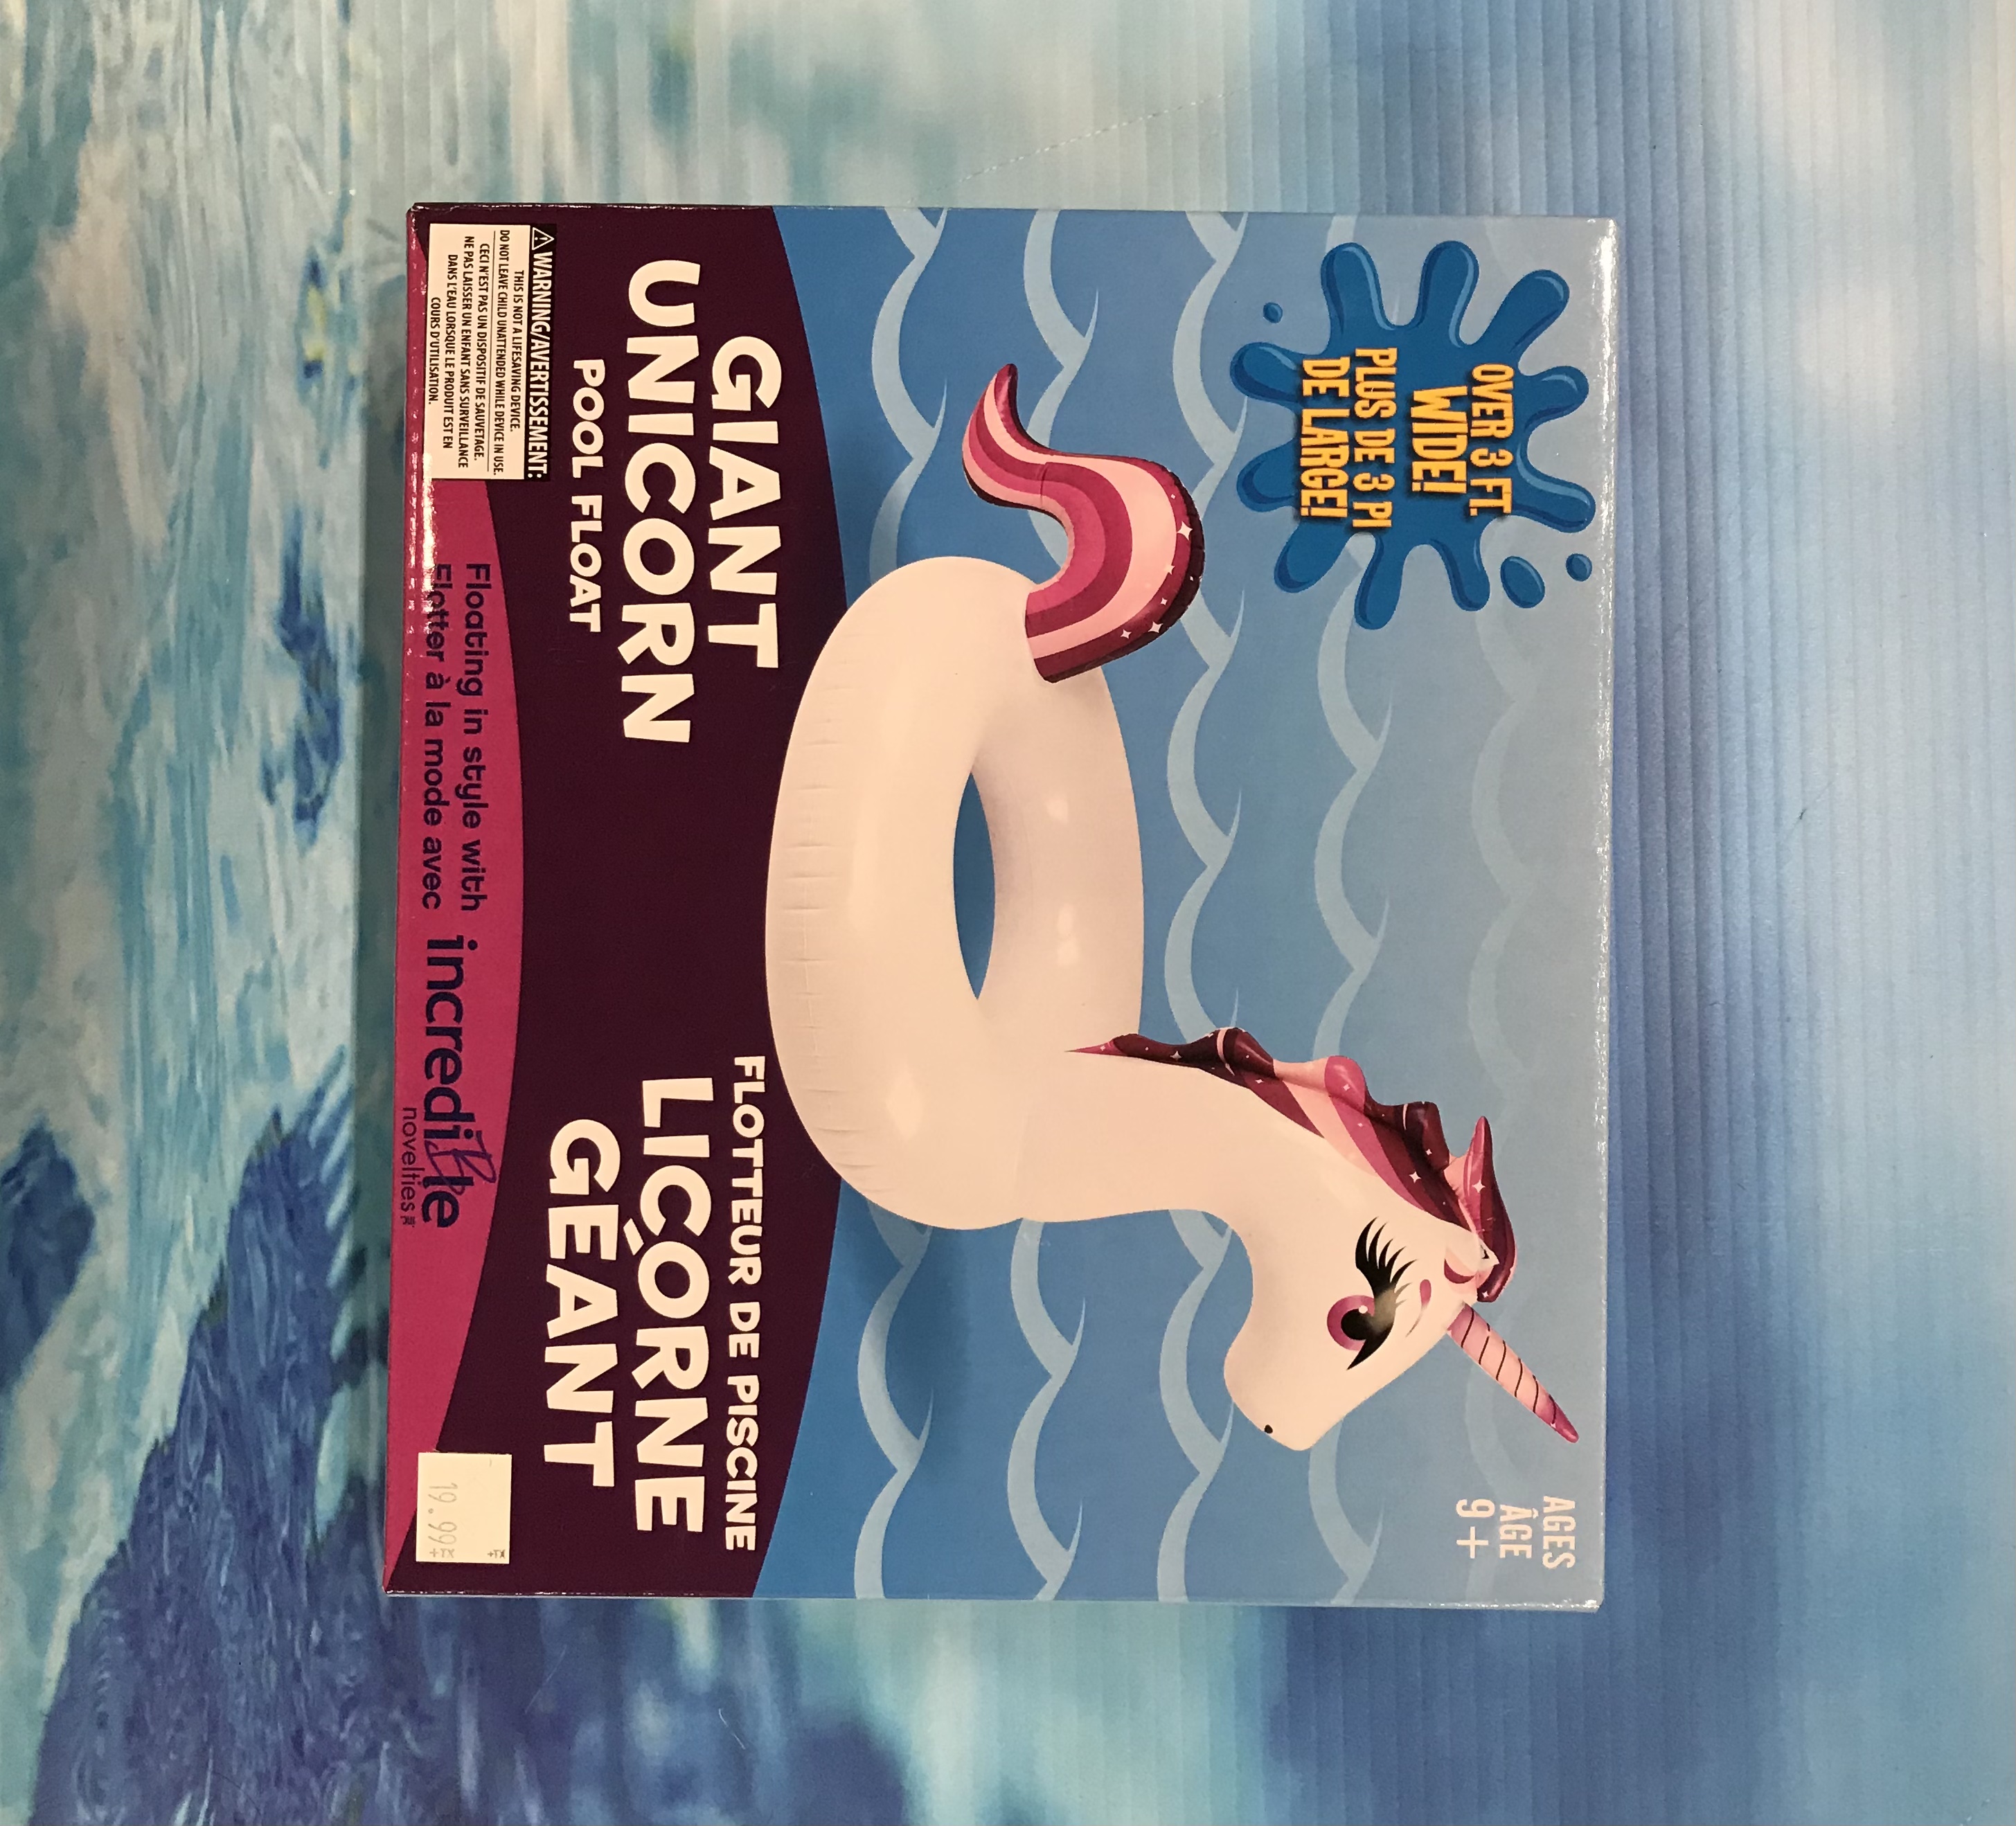 OVER 3 FT.
WIDE!
PLUS DE 3 PI
DE LARGE!
AGES
ÂGE
9+
GIANT
UNICORN
POOL FLOAT
FLOTTEUR DE PISCINE
LICORNE
GÉANT
⚠WARNING/AVERTISSEMENT:
THIS IS NOT A LIFESAVING DEVICE.
DO NOT LEAVE CHILD UNATTENDED WHILE DEVICE IN USE.
CECI N'EST PAS UN DISPOSITIF DE SAUVETAGE.
NE PAS LAISSER UN ENFANT SANS SURVEILLANCE
DANS L'EAU LORSQUE LE PRODUIT EST EN
COURS D'UTILISATION.
Floating in style with
Flotter à la mode avec
incredible
novelties
+TX
19.99+TX